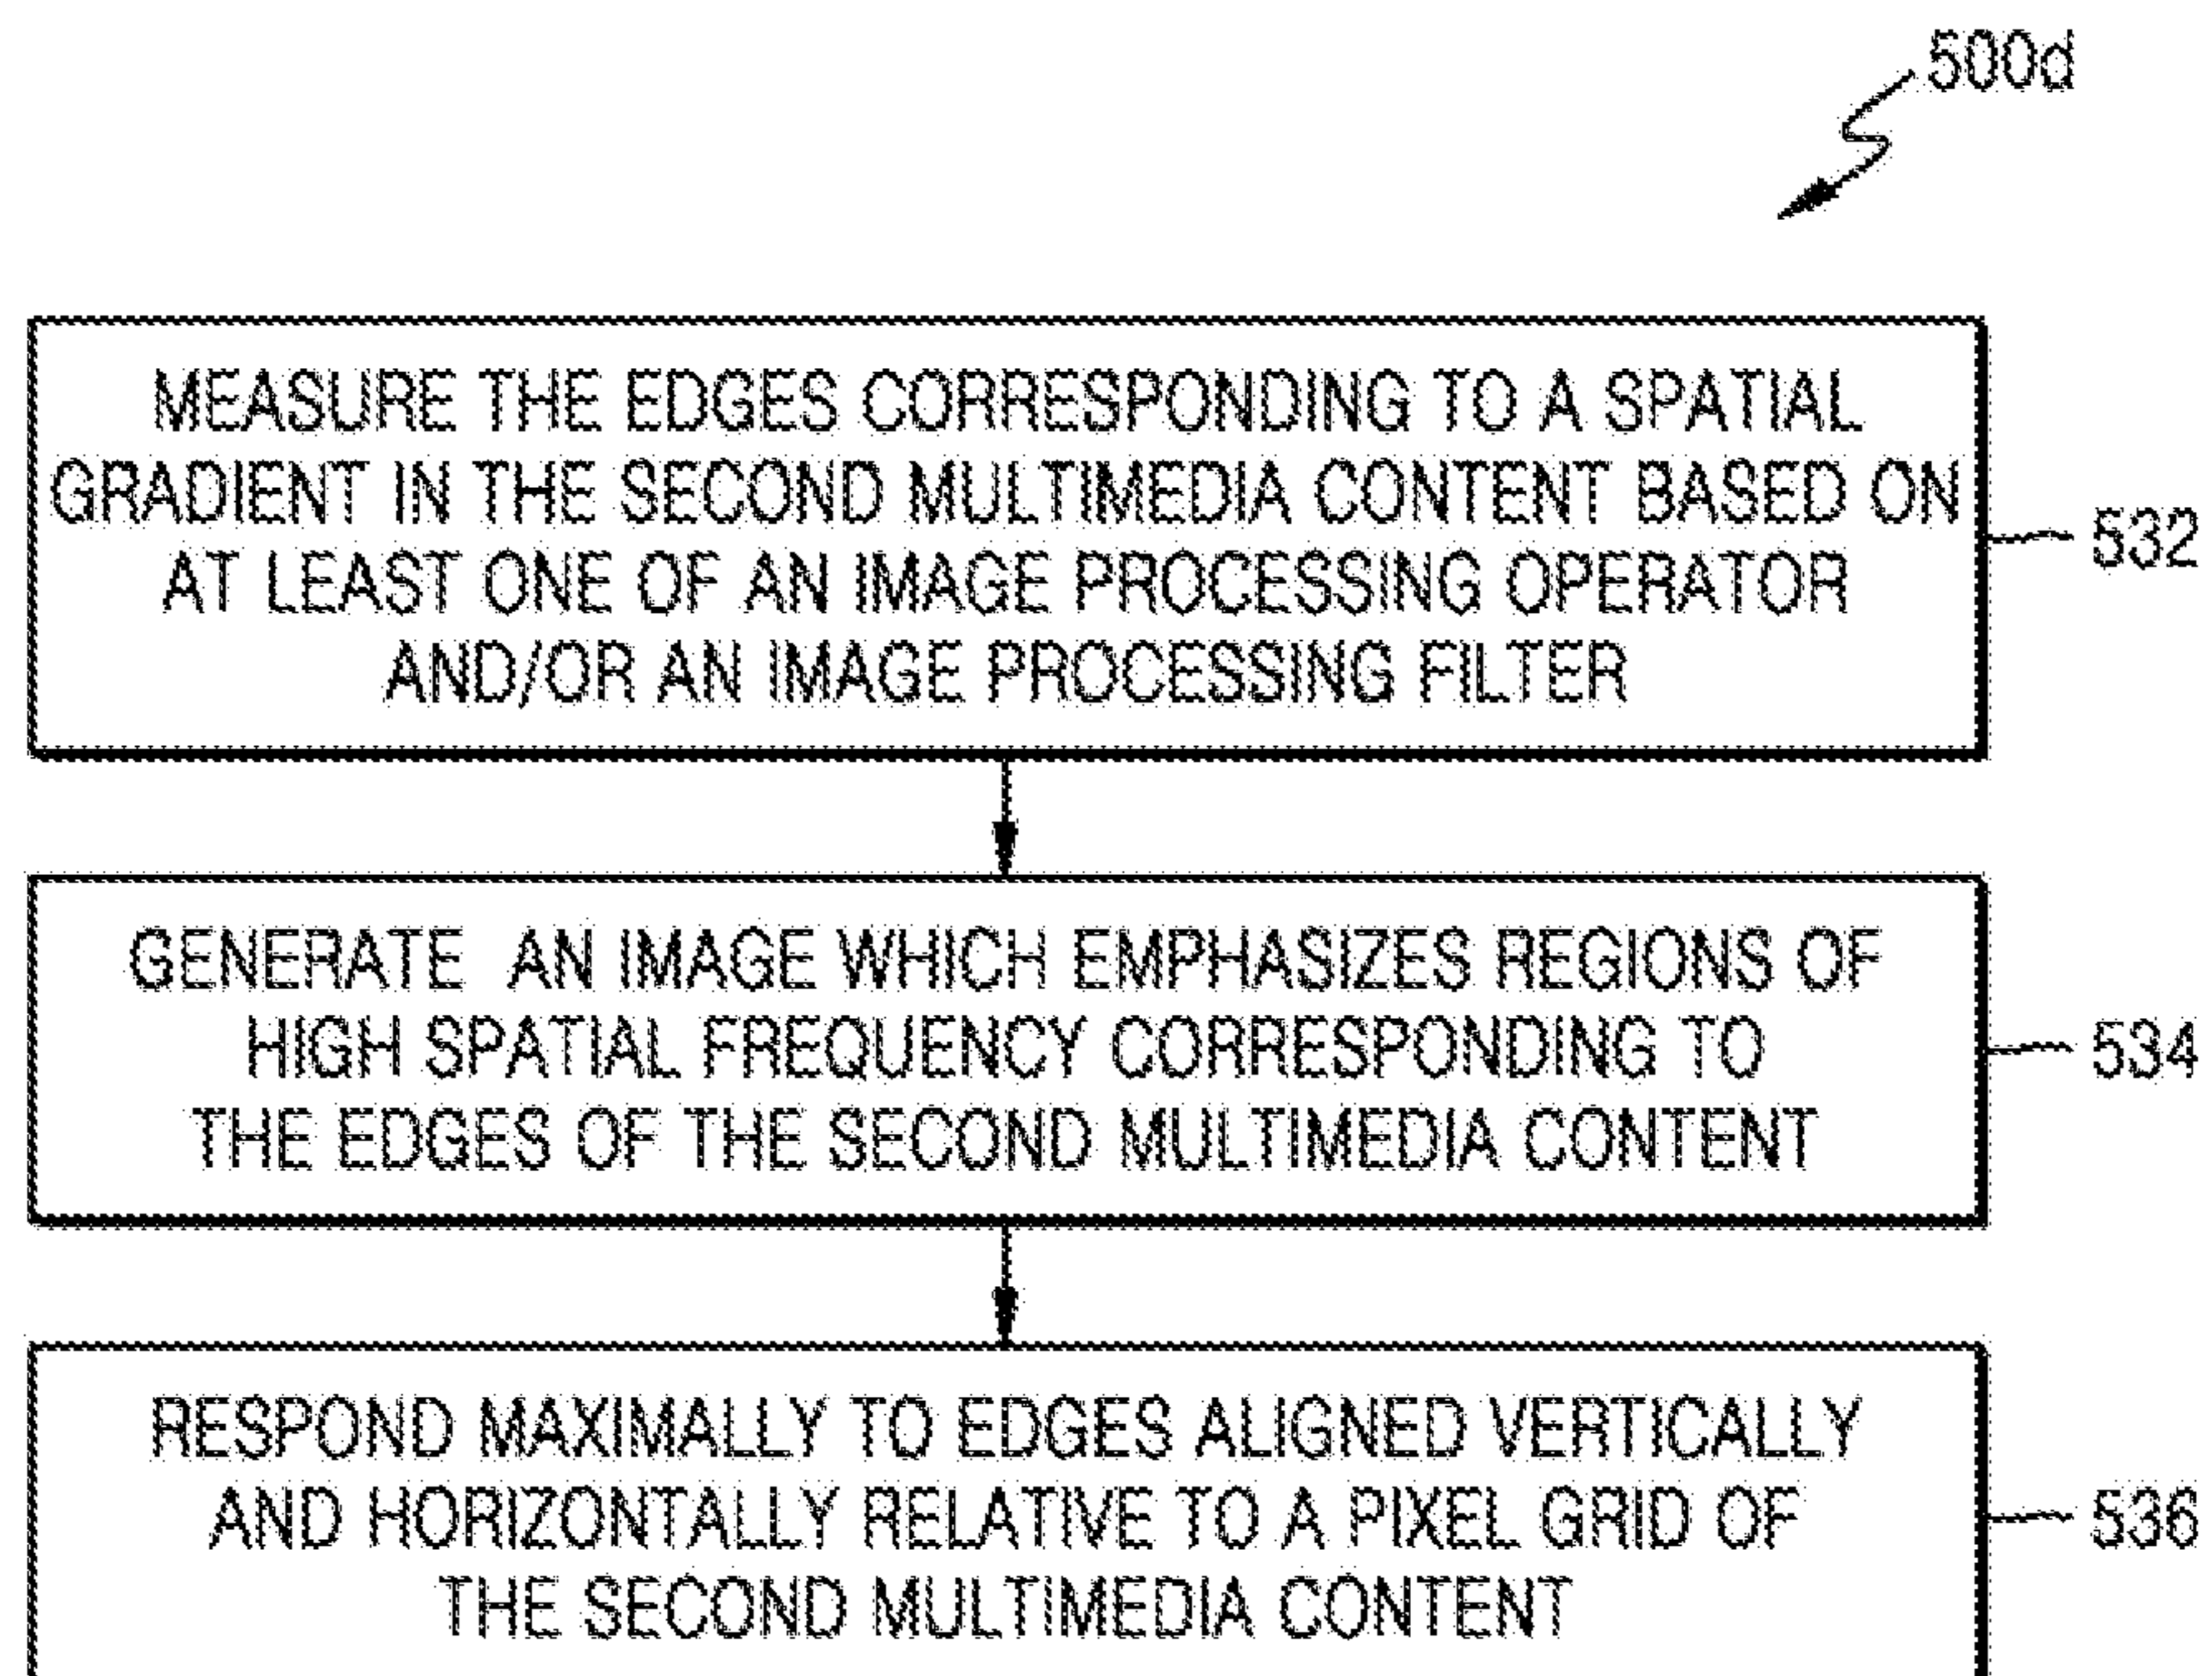 500d
MEASURE THE EDGES CORRESPONDING TO A SPATIAL
GRADIENT IN THE SECOND MULTIMEDIA CONTENT BASED ON
AT LEAST ONE OF AN IMAGE PROCESSING OPERATOR
AND/OR AN IMAGE PROCESSING FILTER
532
GENERATE AN IMAGE WHICH EMPHASIZES REGIONS OF
HIGH SPATIAL FREQUENCY CORRESPONDING TO
THE EDGES OF THE SECOND MULTIMEDIA CONTENT
534
RESPOND MAXIMALLY TO EDGES ALIGNED VERTICALLY
AND HORIZONTALLY RELATIVE TO A PIXEL GRID OF
THE SECOND MULTIMEDIA CONTENT
536